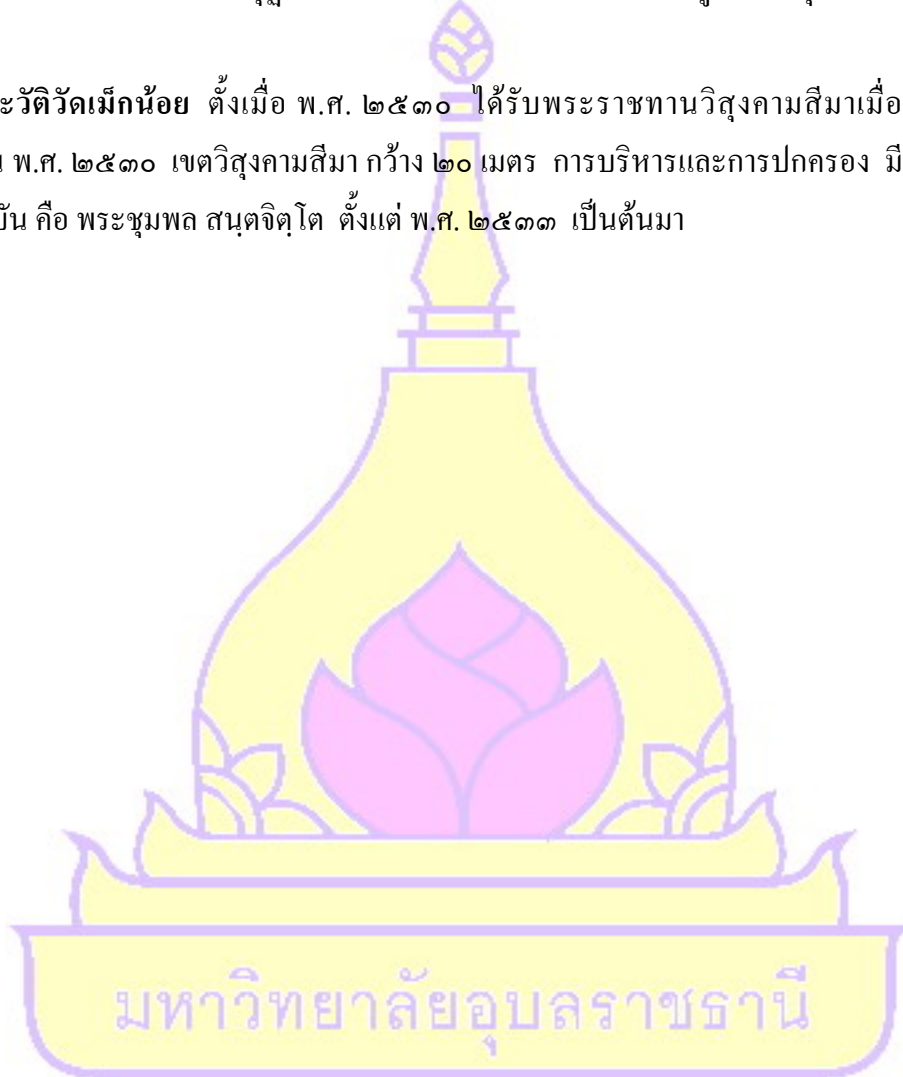 ะวัติวัดเม็กน้อย ตั้งเมื่อ พ.ศ. ๒๕๓๐ ได้รับพระราชทานวิสุงคามสีมาเมื่อ
พ.ศ. ๒๕๓๐ เขตวิสุงคามสีมา กว้าง ๒๐ เมตร การบริหารและการปกครอง มี
บัน คือ พระชุมพล สนฺตจิตฺโต ตั้งแต่ พ.ศ. ๒๕๓๓ เป็นต้นมา
มหาวิทยาลัยอุบลราชธานี